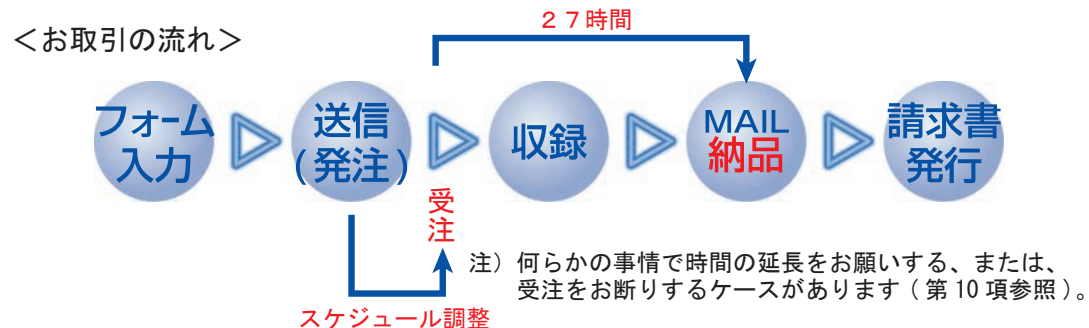 ２７時間
＜お取引の流れ＞
フォーム
入力
送信
(発注)
収録
MAIL
納品
請求書
発行
受
注
注）何らかの事情で時間の延長をお願いする、または、
受注をお断りするケースがあります ( 第 10 項参照 )。
スケジュール調整